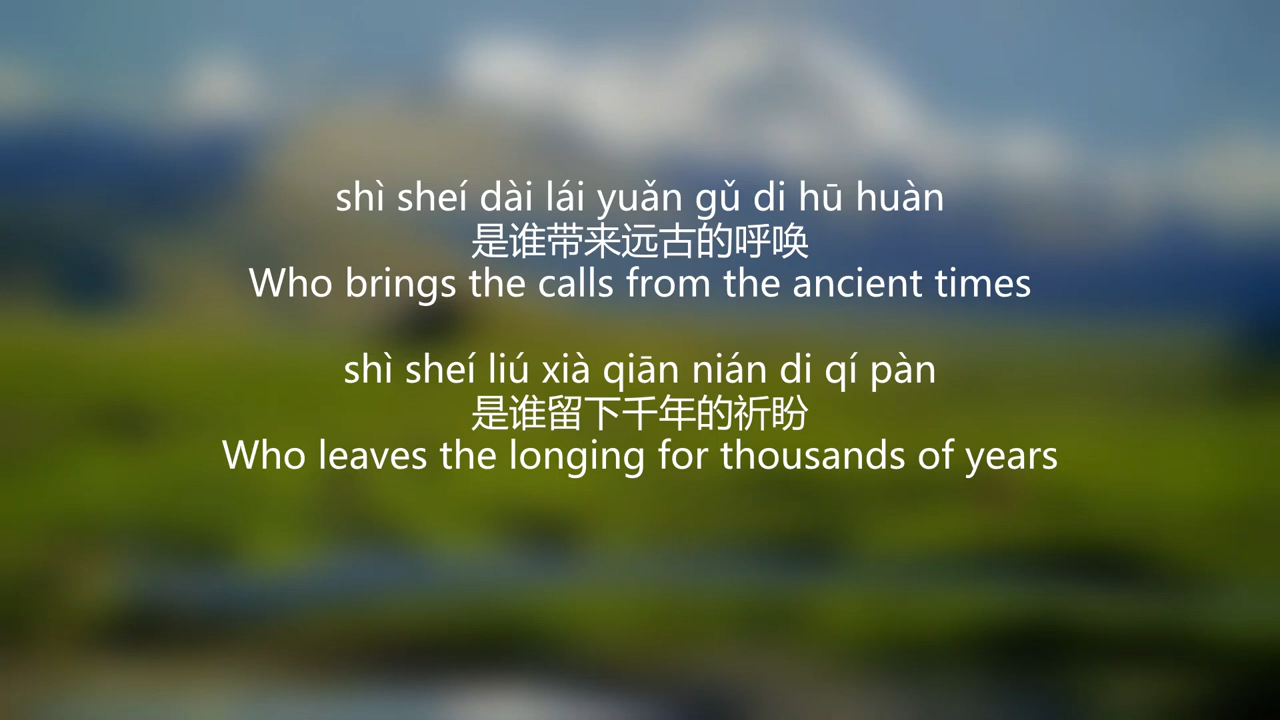 shì sheí dài lái yuǎn gǔ di hū huàn
是谁带来远古的呼唤
Who brings the calls from the ancient times
shì sheí liú xià qiān nián di qí pàn
是谁留下千年的祈盼
Who leaves the longing for thousands of years